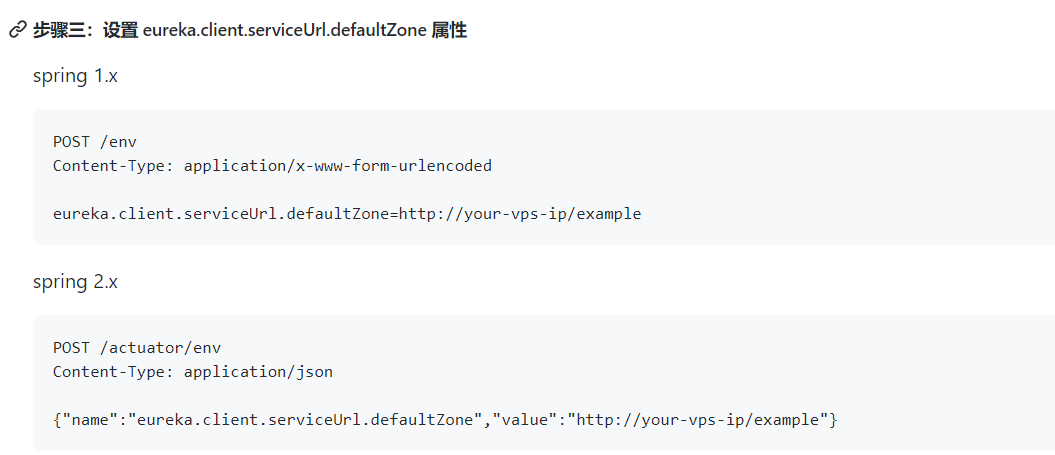 步骤三：设置 eureka.client.serviceUrl.defaultZone 属性
spring 1.x
POST /env
Content-Type: application/x-www-form-urlencoded
eureka.client.serviceUrl.defaultZone=http://your-vps-ip/example
spring 2.x
POST /actuator/env
Content-Type: application/json
{"name":"eureka.client.serviceUrl.defaultZone","value":"http://your-vps-ip/example"}